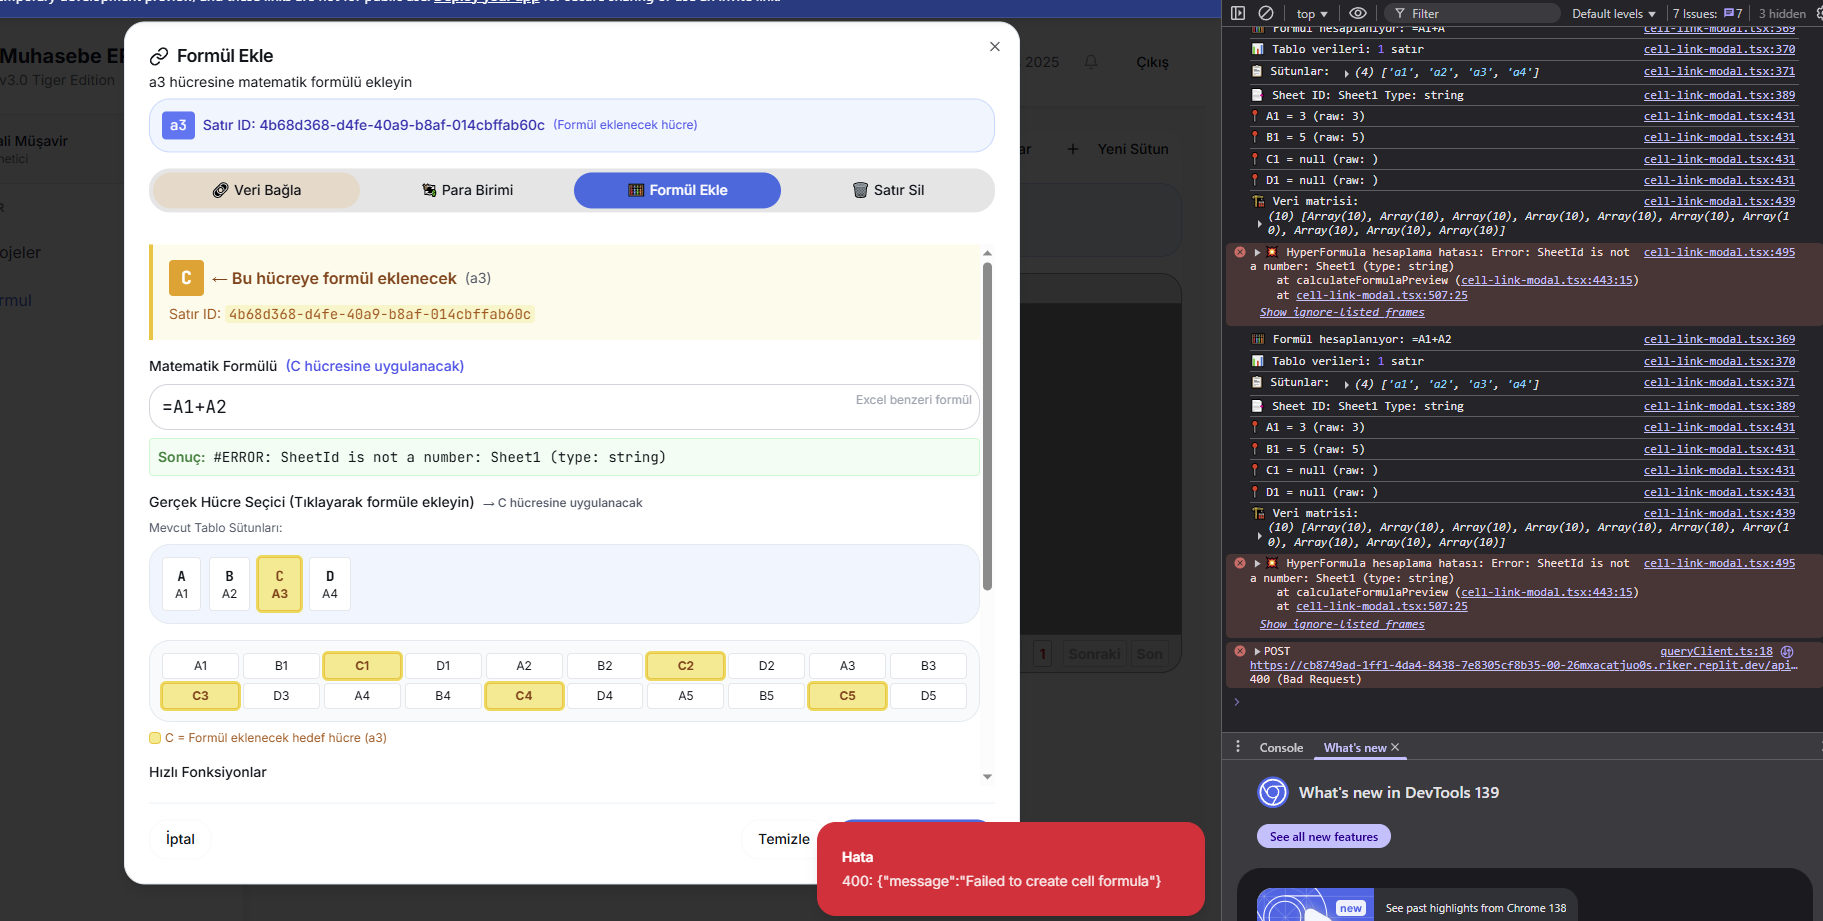 Muhasebe
v3.0 Tiger Edition
2025
Çıkış
ali Müşavir
Yeni Sütun
ojeler
rmul
1
Sonraki
Son
Formül Ekle
a3 hücresine matematik formülü ekleyin
a3 Satır ID: 4b68d368-d4fe-40a9-b8af-014cbffab60c (Formül eklenecek hücre)
Veri Bağla
Para Birimi
Formül Ekle
Satır Sil
C ← Bu hücreye formül eklenecek (a3)
Satır ID: 4b68d368-d4fe-40a9-b8af-014cbffab60c
Matematik Formülü (C hücresine uygulanacak)
=A1+A2
Excel benzeri formül
Sonuç: #ERROR: SheetId is not a number: Sheet1 (type: string)
Gerçek Hücre Seçici (Tıklayarak formüle ekleyin) → C hücresine uygulanacak
Mevcut Tablo Sütunları:
A B C D
A1 A2 A3 A4
A1 B1 C1 D1 A2 B2 C2 D2 A3 B3
C3 D3 A4 B4 C4 D4 A5 B5 C5 D5
C = Formül eklenecek hedef hücre (a3)
Hızlı Fonksiyonlar
İptal
Temizle
Hata
400: {"message":"Failed to create cell formula"}
top
Filter
Default levels
7 Issues: 7
3 hidden
Formül hesaplanıyor: =A1+A cell-link-modal.tsx:369
Tablo verileri: 1 satır cell-link-modal.tsx:370
Sütunlar: (4) ['a1', 'a2', 'a3', 'a4'] cell-link-modal.tsx:371
Sheet ID: Sheet1 Type: string cell-link-modal.tsx:389
A1 = 3 (raw: 3) cell-link-modal.tsx:431
B1 = 5 (raw: 5) cell-link-modal.tsx:431
C1 = null (raw: ) cell-link-modal.tsx:431
D1 = null (raw: ) cell-link-modal.tsx:431
Veri matrisi: cell-link-modal.tsx:439
(10) [Array(10), Array(10), Array(10), Array(10), Array(10), Array(10), Array(1
0), Array(10), Array(10), Array(10)]
HyperFormula hesaplama hatası: Error: SheetId is not cell-link-modal.tsx:495
a number: Sheet1 (type: string)
at calculateFormulaPreview (cell-link-modal.tsx:443:15)
at cell-link-modal.tsx:507:25
Show ignore-listed frames
Formül hesaplanıyor: =A1+A2 cell-link-modal.tsx:369
Tablo verileri: 1 satır cell-link-modal.tsx:370
Sütunlar: (4) ['a1', 'a2', 'a3', 'a4'] cell-link-modal.tsx:371
Sheet ID: Sheet1 Type: string cell-link-modal.tsx:389
A1 = 3 (raw: 3) cell-link-modal.tsx:431
B1 = 5 (raw: 5) cell-link-modal.tsx:431
C1 = null (raw: ) cell-link-modal.tsx:431
D1 = null (raw: ) cell-link-modal.tsx:431
Veri matrisi: cell-link-modal.tsx:439
(10) [Array(10), Array(10), Array(10), Array(10), Array(10), Array(10), Array(1
0), Array(10), Array(10), Array(10)]
HyperFormula hesaplama hatası: Error: SheetId is not cell-link-modal.tsx:495
a number: Sheet1 (type: string)
at calculateFormulaPreview (cell-link-modal.tsx:443:15)
at cell-link-modal.tsx:507:25
Show ignore-listed frames
POST queryClient.ts:18
https://cb8749ad-1ff1-4da4-8438-7e8305cf8b35-00-26mxacatjuo0s.riker.replit.dev/api…
400 (Bad Request)
Console
What's new
What's new in DevTools 139
See all new features
new
See past highlights from Chrome 138